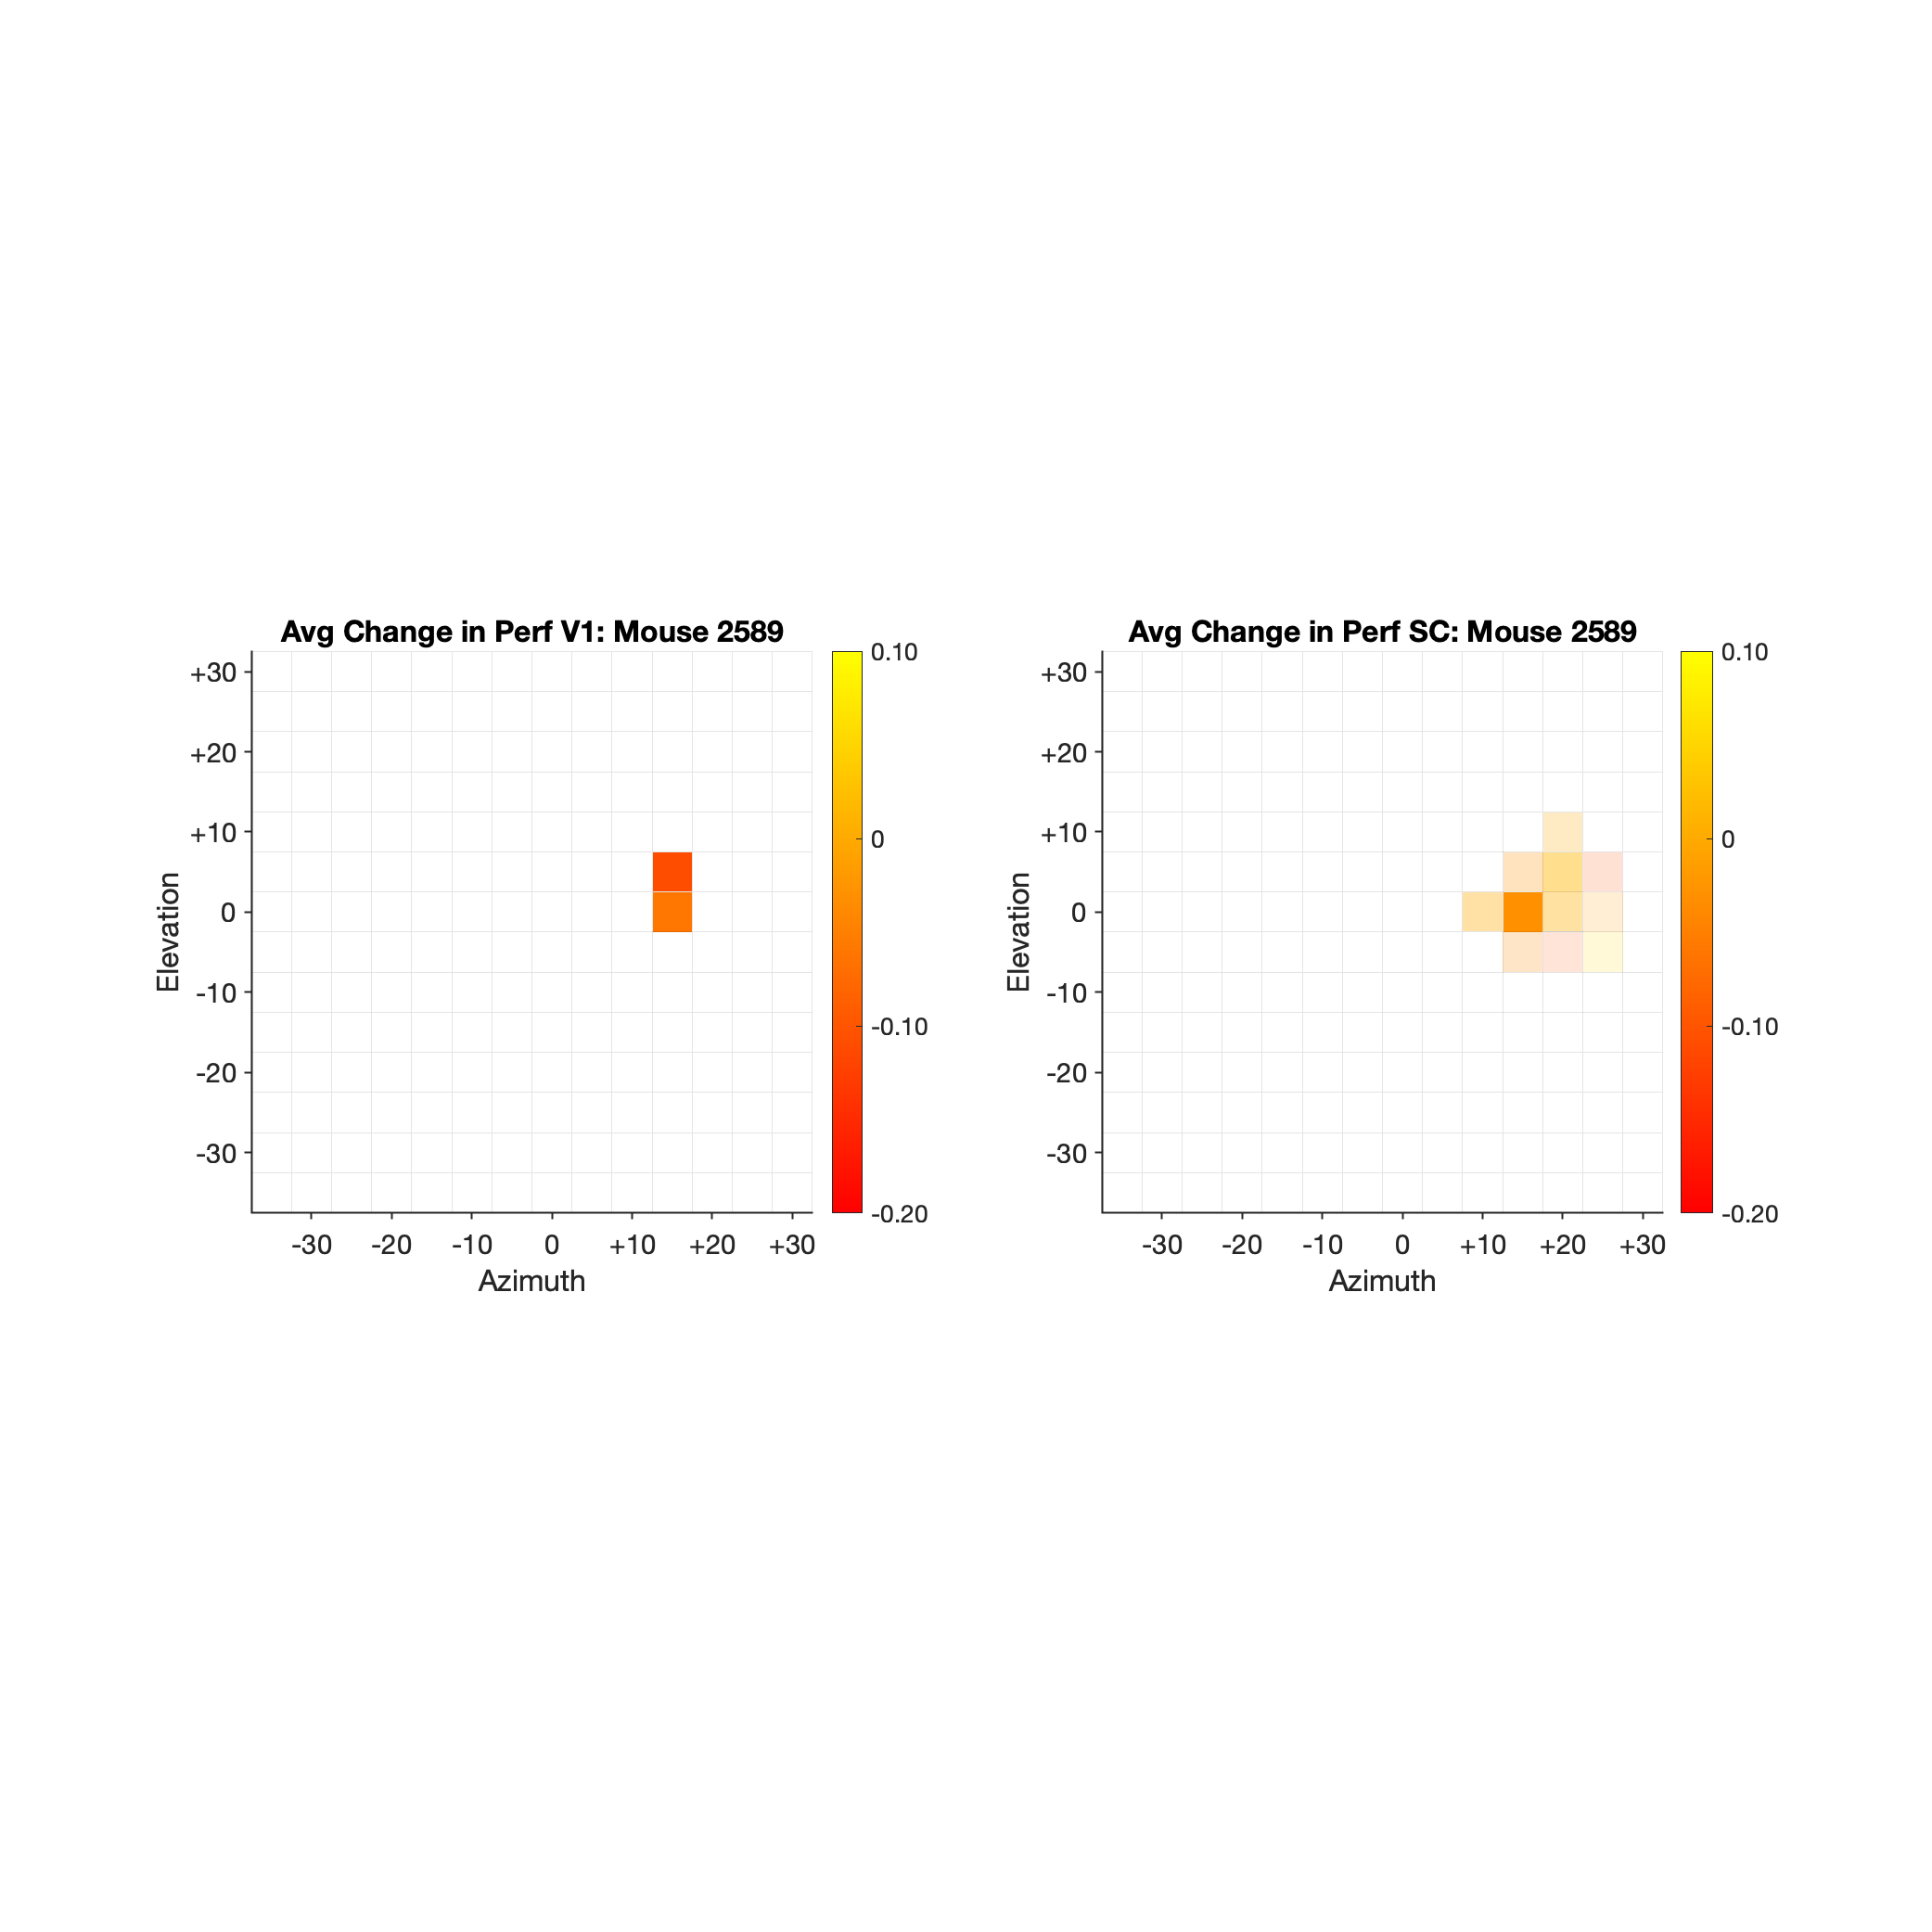 Avg Change in Perf V1: Mouse 2589
+30
+20
+10
0
-10
-20
-30
Elevation
-30 -20 -10 0 +10 +20 +30
Azimuth
0.10
0
-0.10
-0.20
Avg Change in Perf SC: Mouse 2589
+30
+20
+10
0
-10
-20
-30
Elevation
-30 -20 -10 0 +10 +20 +30
Azimuth
0.10
0
-0.10
-0.20